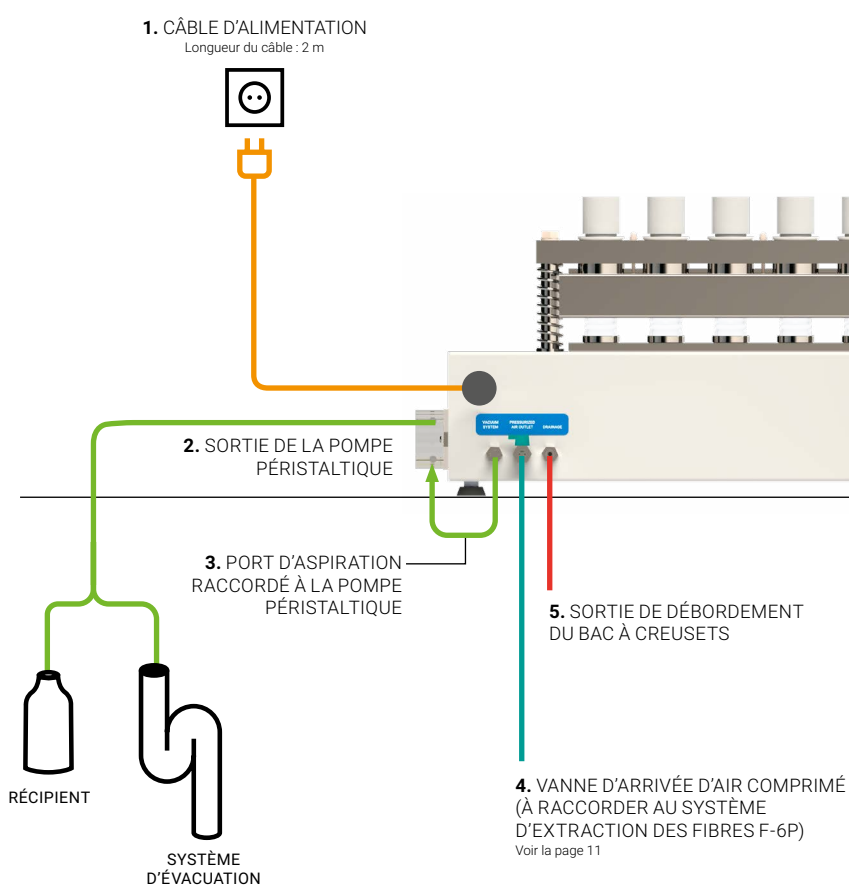 1. CÂBLE D'ALIMENTATION
Longueur du câble : 2 m
VACUUM
SYSTEM
PRESSURIZED
AIR OUTLET
DRAINAGE
2. SORTIE DE LA POMPE
PÉRISTALTIQUE
3. PORT D'ASPIRATION
RACCORDÉ À LA POMPE
PÉRISTALTIQUE
5. SORTIE DE DÉBORDEMENT
DU BAC À CREUSETS
4. VANNE D'ARRIVÉE D'AIR COMPRIMÉ
(À RACCORDER AU SYSTÈME
D'EXTRACTION DES FIBRES F-6P)
Voir la page 11
RÉCIPIENT
SYSTÈME
D'ÉVACUATION